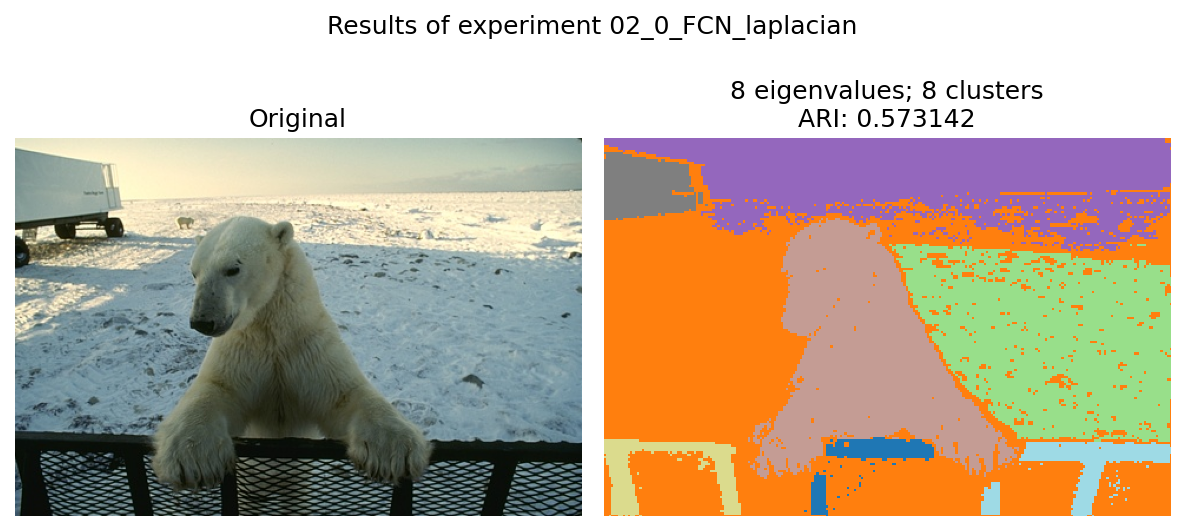 Results of experiment 02_0_FCN_laplacian
Original
8 eigenvalues; 8 clusters
ARI: 0.573142